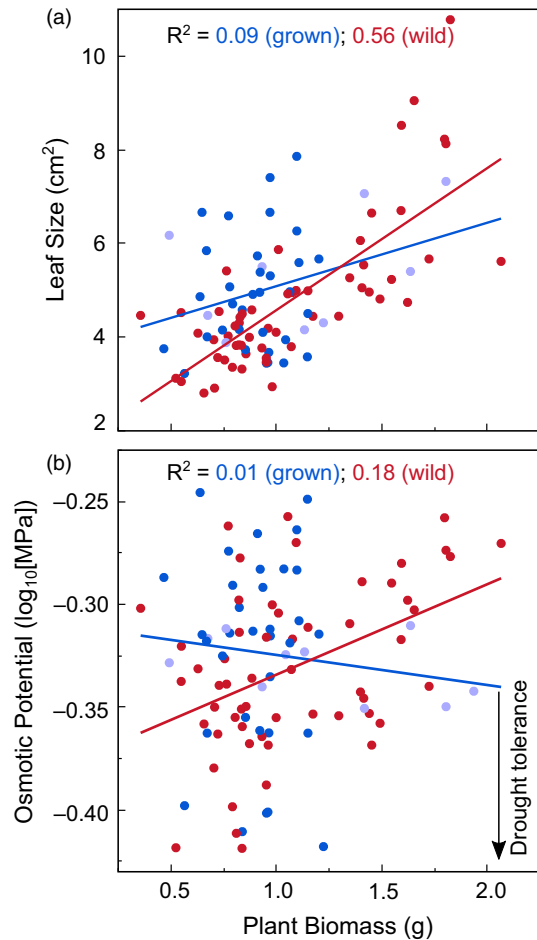 (a)
R² = 0.09 (grown); 0.56 (wild)
10
8
6
4
2
Leaf Size (cm²)
(b)
R² = 0.01 (grown); 0.18 (wild)
−0.25
−0.30
−0.35
−0.40
Osmotic Potential (log₁₀[MPa])
Drought tolerance
0.5 1.0 1.5 2.0
Plant Biomass (g)